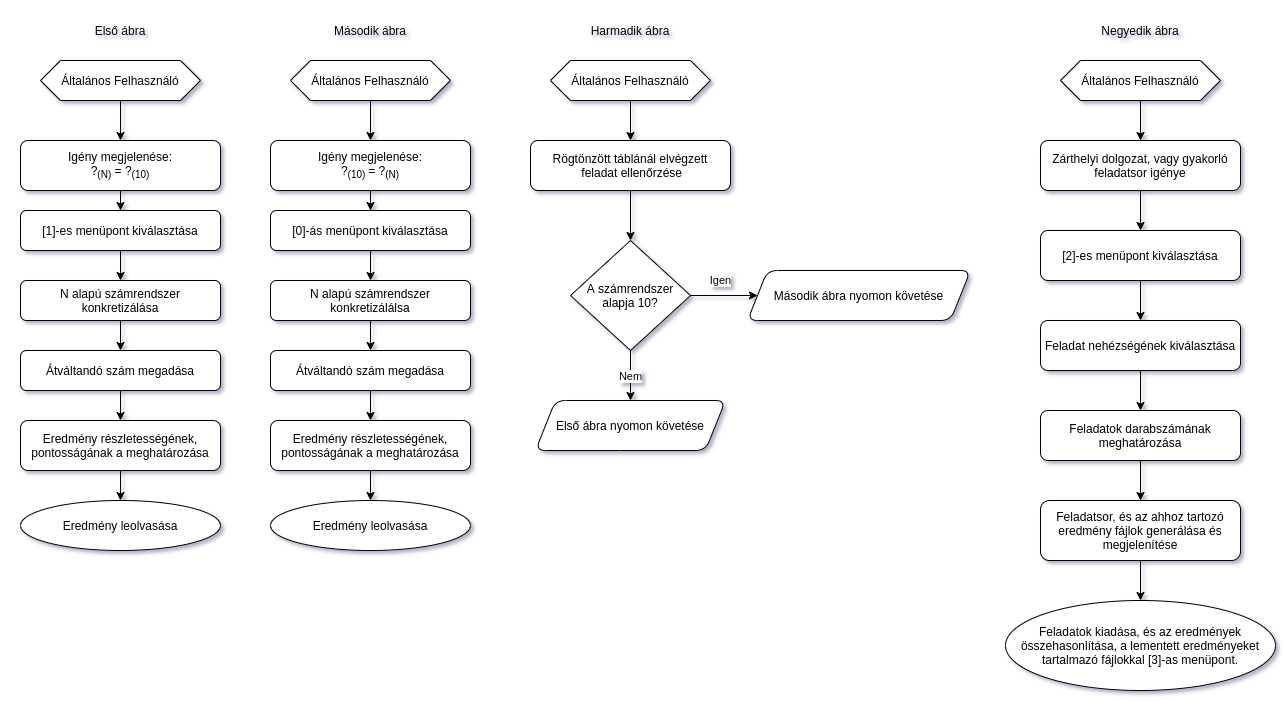 Első ábra
Általános Felhasználó
Igény megjelenése:
?(N) = ?(10)
[1]-es menüpont kiválasztása
N alapú számrendszer
konkretizálása
Átváltandó szám megadása
Eredmény részletességének,
pontosságának a meghatározása
Eredmény leolvasása
Második ábra
Általános Felhasználó
Igény megjelenése:
?(10) = ?(N)
[0]-ás menüpont kiválasztása
N alapú számrendszer
konkretizálálsa
Átváltandó szám megadása
Eredmény részletességének,
pontosságának a meghatározása
Eredmény leolvasása
Harmadik ábra
Általános Felhasználó
Rögtönzött táblánál elvégzett
feladat ellenőrzése
A számrendszer
alapja 10?
Igen
Második ábra nyomon követése
Nem
Első ábra nyomon követése
Negyedik ábra
Általános Felhasználó
Zárthelyi dolgozat, vagy gyakorló
feladatsor igénye
[2]-es menüpont kiválasztása
Feladat nehézségének kiválasztása
Feladatok darabszámának
meghatározása
Feladatsor, és az ahhoz tartozó
eredmény fájlok generálása és
megjelenítése
Feladatok kiadása, és az eredmények
összehasonlítása, a lementett eredményeket
tartalmazó fájlokkal [3]-as menüpont.